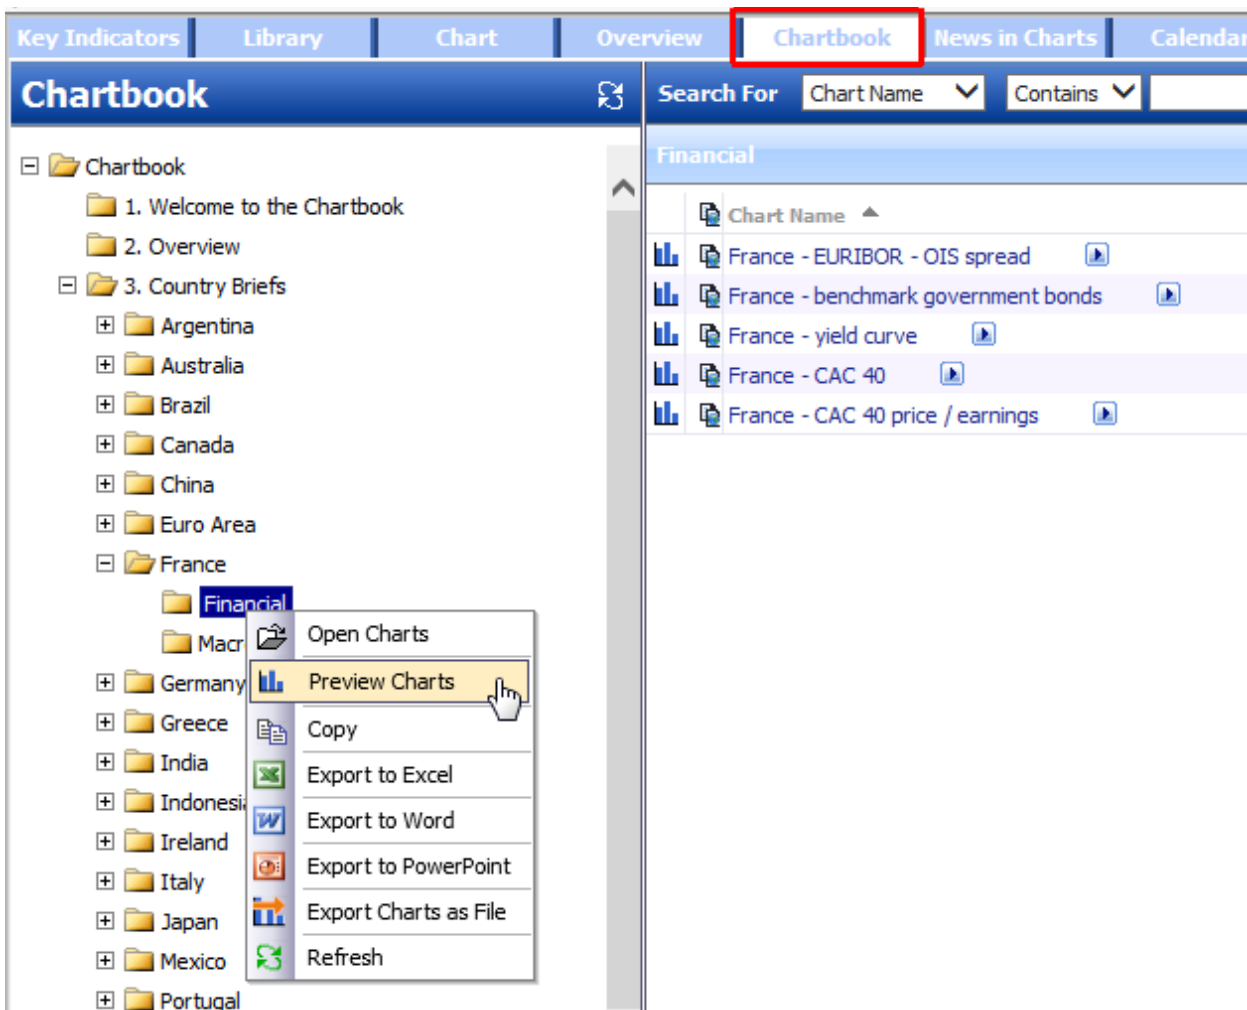 Key Indicators Library Chart Overview Chartbook News in Charts Calendar
Chartbook
Search For Chart Name Contains
Chartbook
1. Welcome to the Chartbook
2. Overview
3. Country Briefs
Argentina
Australia
Brazil
Canada
China
Euro Area
France
Financial
Macr
Germany
Greece
India
Indonesia
Ireland
Italy
Japan
Mexico
Portugal
Open Charts
Preview Charts
Copy
Export to Excel
Export to Word
Export to PowerPoint
Export Charts as File
Refresh
Financial
Chart Name
France - EURIBOR - OIS spread
France - benchmark government bonds
France - yield curve
France - CAC 40
France - CAC 40 price / earnings